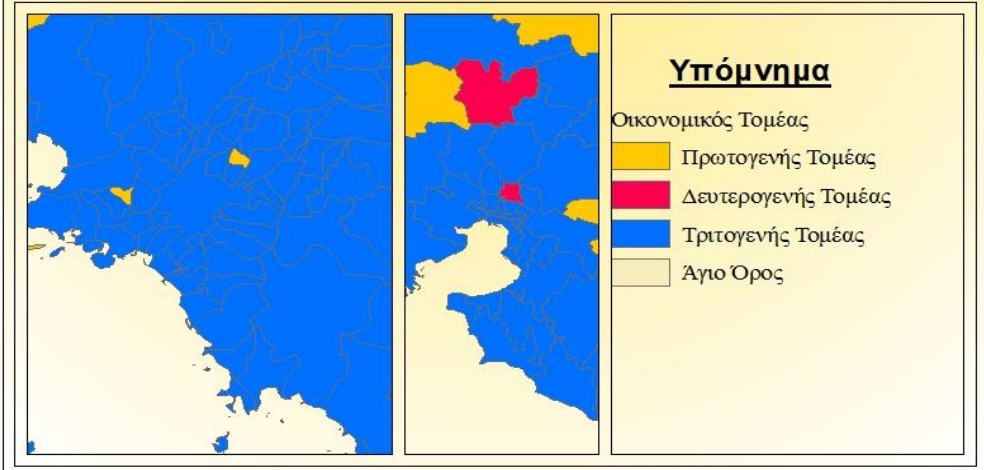 Υπόμνημα
Οικονομικός Τομέας
Πρωτογενής Τομέας
Δευτερογενής Τομέας
Τριτογενής Τομέας
Άγιο Όρος